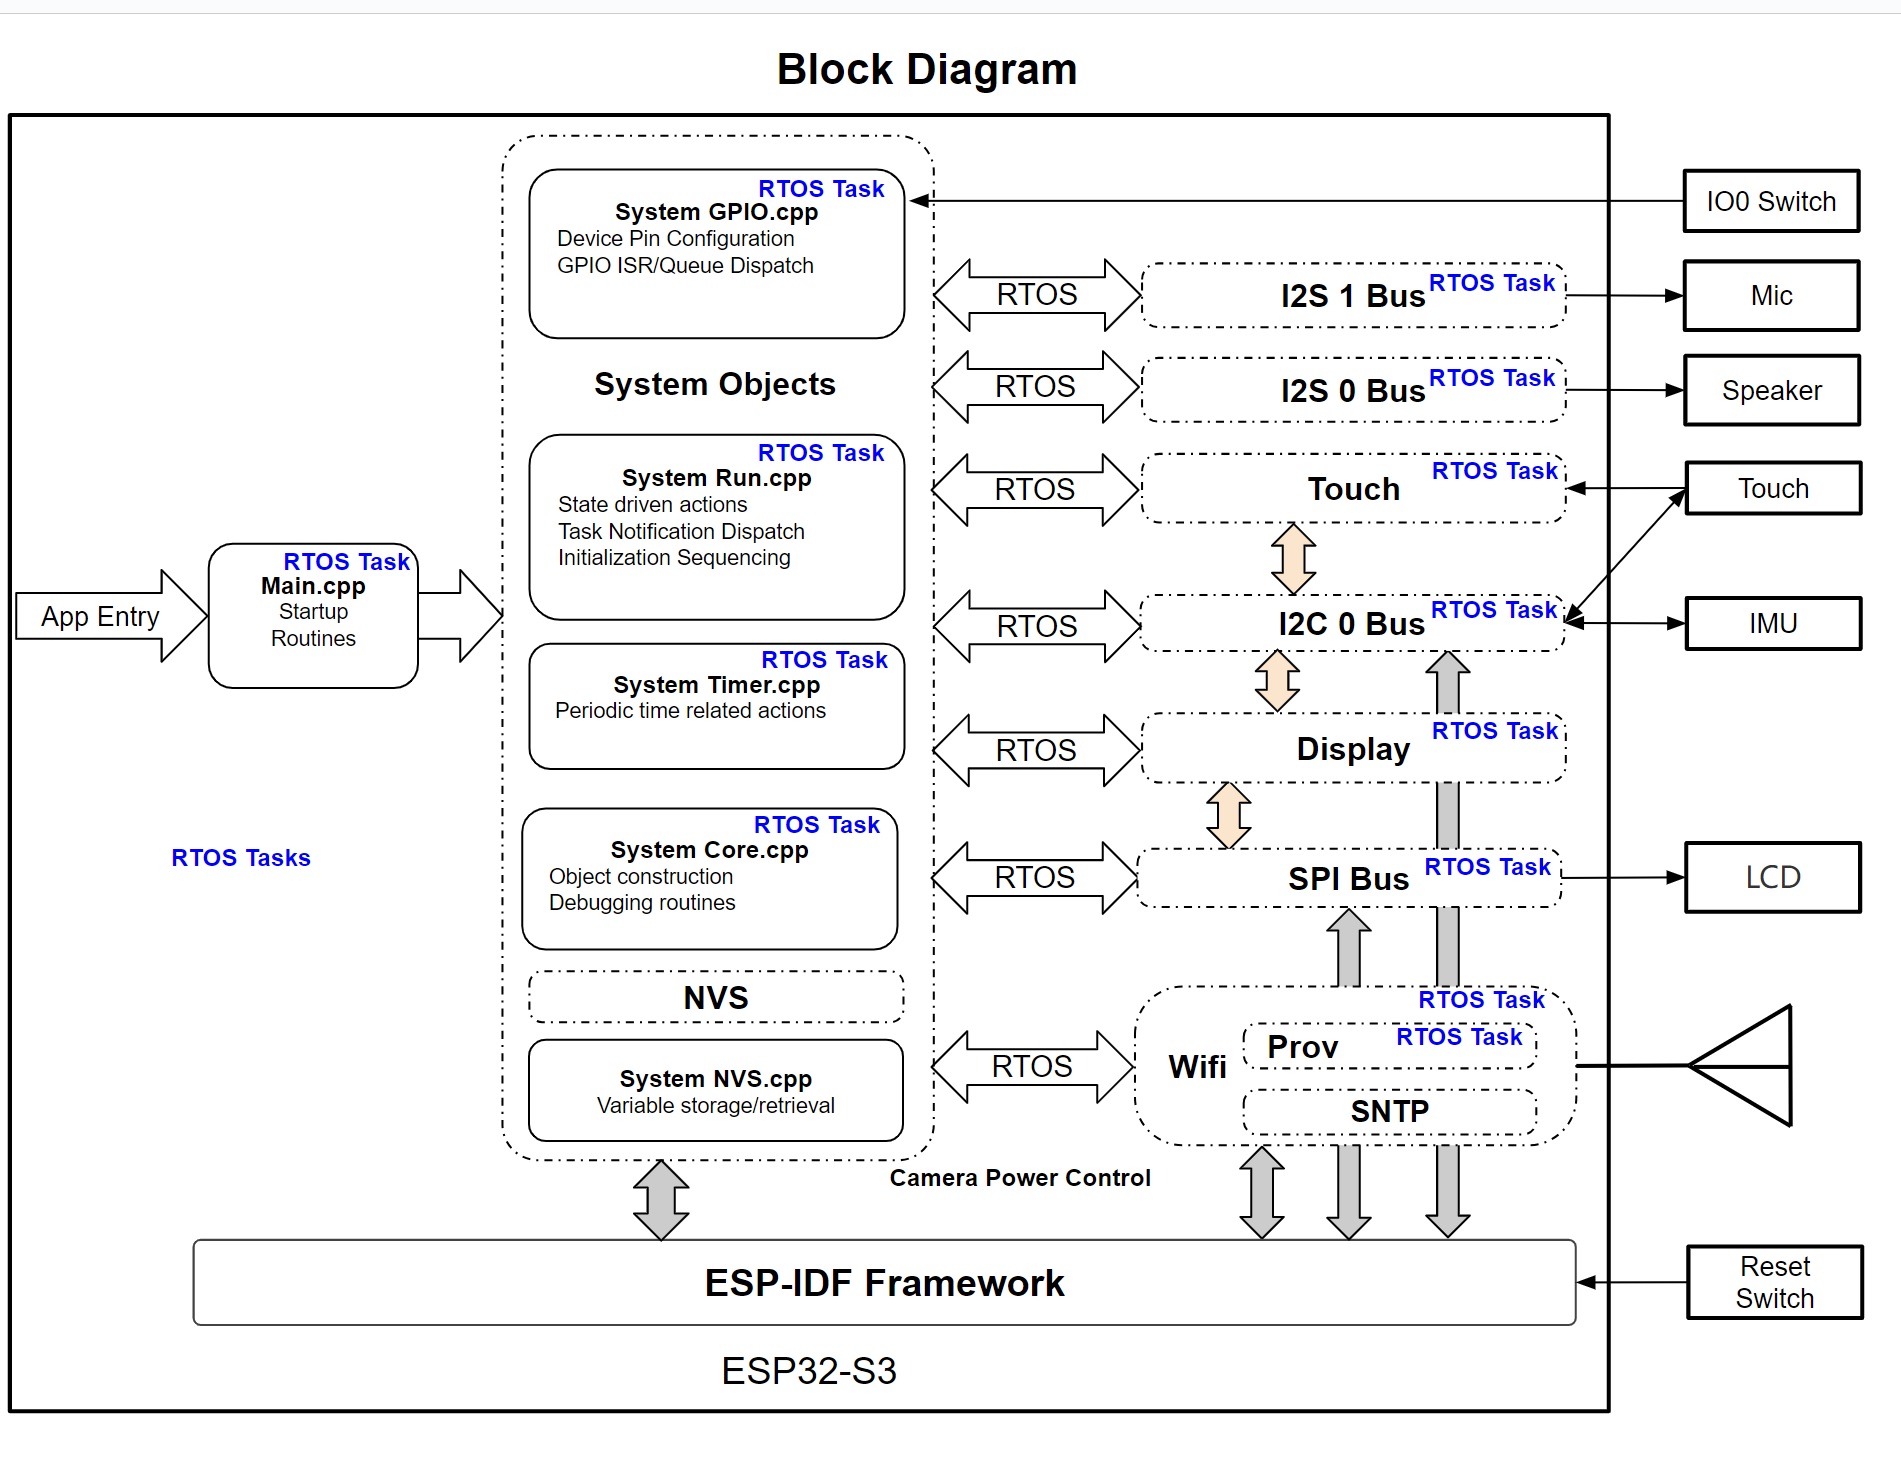 Block Diagram
RTOS Task
System GPIO.cpp
Device Pin Configuration
GPIO ISR/Queue Dispatch
IO0 Switch
RTOS
I2S 1 Bus
RTOS Task
Mic
System Objects
RTOS
I2S 0 Bus
RTOS Task
Speaker
RTOS Task
System Run.cpp
State driven actions
Task Notification Dispatch
Initialization Sequencing
RTOS
Touch
RTOS Task
Touch
App Entry
RTOS Task
Main.cpp
Startup
Routines
RTOS
I2C 0 Bus
RTOS Task
IMU
RTOS Task
System Timer.cpp
Periodic time related actions
RTOS
Display
RTOS Task
RTOS Tasks
RTOS Task
System Core.cpp
Object construction
Debugging routines
RTOS
SPI Bus
RTOS Task
LCD
NVS
System NVS.cpp
Variable storage/retrieval
RTOS
Wifi
RTOS Task
Prov
RTOS Task
SNTP
Camera Power Control
ESP-IDF Framework
Reset
Switch
ESP32-S3